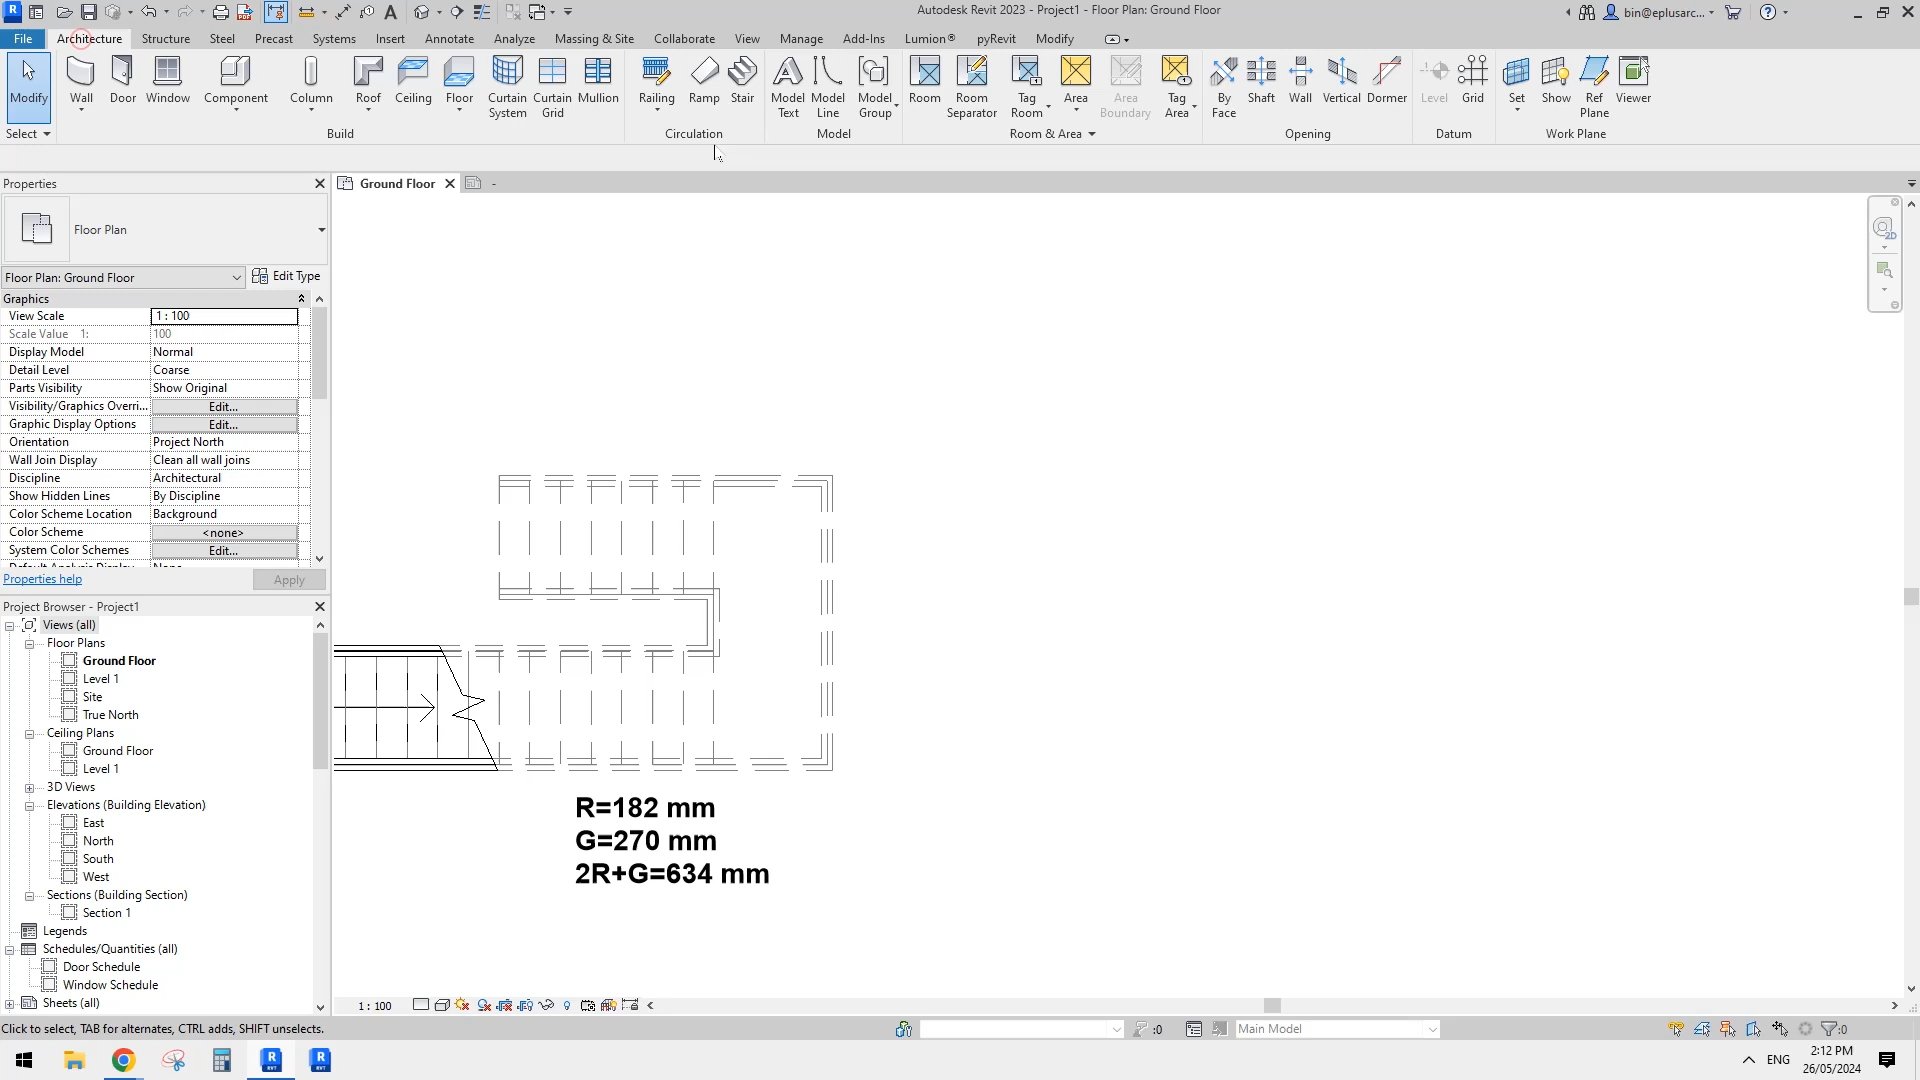 Autodesk Revit 2023 - Project1 - Floor Plan: Ground Floor
bin@eplusarc...
File Architecture Structure Steel Precast Systems Insert Annotate Analyze Massing & Site Collaborate View Manage Add-Ins Lumion® pyRevit Modify
Modify Wall Door Window Component Column Roof Ceiling Floor Curtain System Curtain Grid Mullion Railing Ramp Stair Model Text Model Line Model Group Room Room Separator Tag Room Area Area Boundary Tag Area By Face Shaft Wall Vertical Dormer Level Grid Set Show Ref Plane Viewer
Select Build Circulation Model Room & Area Opening Datum Work Plane
Properties
Ground Floor
-
Floor Plan
Floor Plan: Ground Floor
Edit Type
Graphics
View Scale 1 : 100
Scale Value 1: 100
Display Model Normal
Detail Level Coarse
Parts Visibility Show Original
Visibility/Graphics Overri... Edit...
Graphic Display Options Edit...
Orientation Project North
Wall Join Display Clean all wall joins
Discipline Architectural
Show Hidden Lines By Discipline
Color Scheme Location Background
Color Scheme <none>
System Color Schemes Edit...
Properties help
Apply
Project Browser - Project1
Views (all)
Floor Plans
Ground Floor
Level 1
Site
True North
Ceiling Plans
Ground Floor
Level 1
3D Views
Elevations (Building Elevation)
East
North
South
West
Sections (Building Section)
Section 1
Legends
Schedules/Quantities (all)
Door Schedule
Window Schedule
Sheets (all)
R=182 mm
G=270 mm
2R+G=634 mm
1 : 100
Click to select, TAB for alternates, CTRL adds, SHIFT unselects.
:0
Main Model
:0
ENG
2:12 PM
26/05/2024